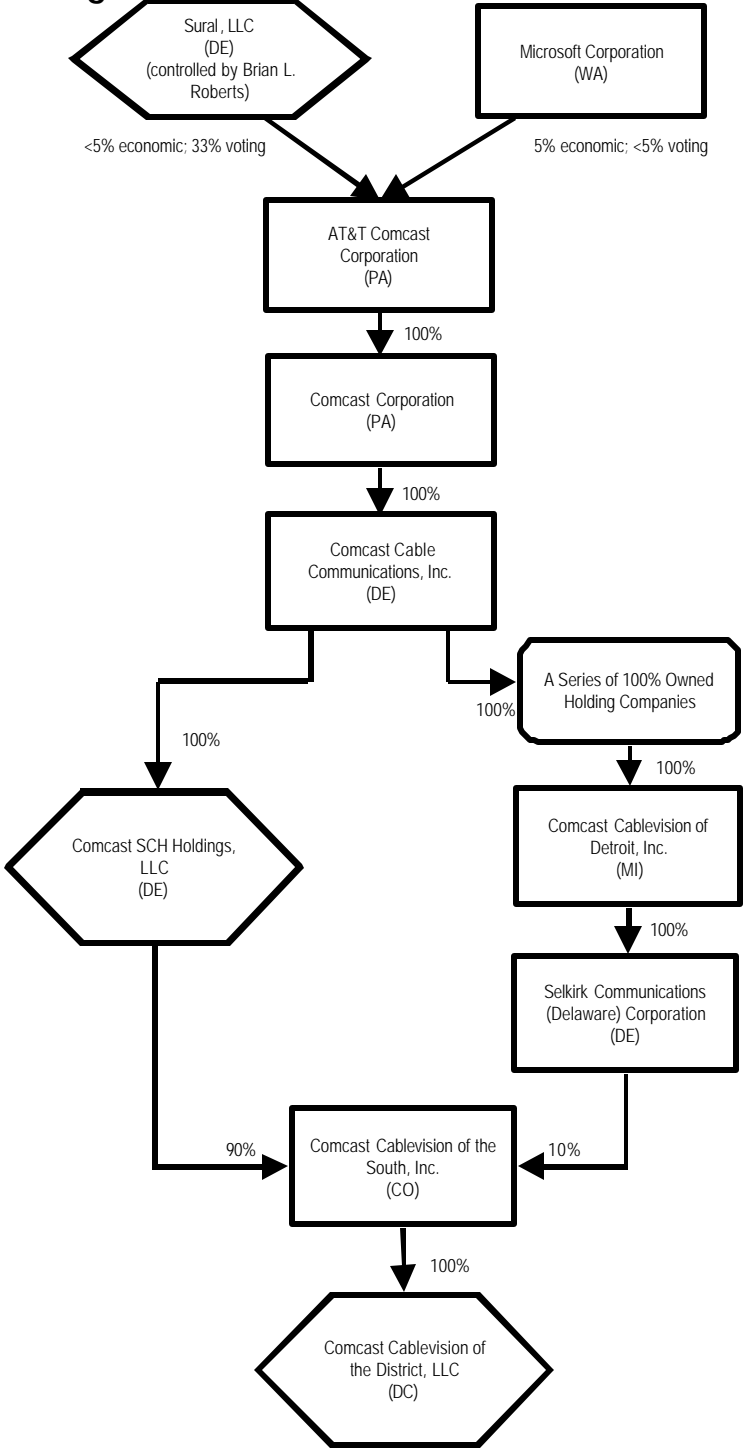 Sural, LLC
(DE)
(controlled by Brian L.
Roberts)
Microsoft Corporation
(WA)
<5% economic; 33% voting
5% economic; <5% voting
AT&T Comcast
Corporation
(PA)
100%
Comcast Corporation
(PA)
100%
Comcast Cable
Communications, Inc.
(DE)
A Series of 100% Owned
Holding Companies
100%
100%
100%
Comcast SCH Holdings,
LLC
(DE)
Comcast Cablevision of
Detroit, Inc.
(MI)
100%
Selkirk Communications
(Delaware) Corporation
(DE)
90%
Comcast Cablevision of the
South, Inc.
(CO)
10%
100%
Comcast Cablevision of
the District, LLC
(DC)